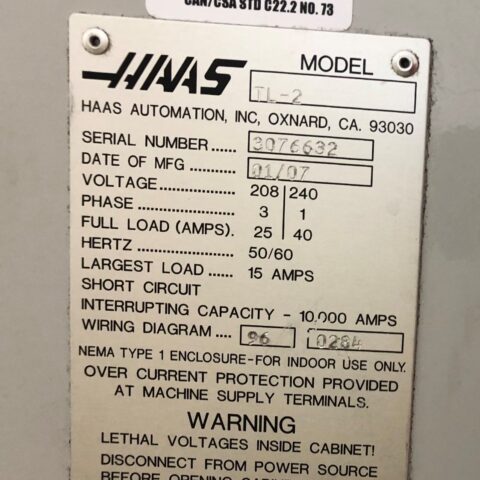 CAN/CSA STD C22.2 NO. 73
HAAS MODEL
TL-2
HAAS AUTOMATION, INC, OXNARD, CA. 93030
SERIAL NUMBER ..... 3076632
DATE OF MFG ........... 01/07
VOLTAGE ................ 208 | 240
PHASE .................... 3 | 1
FULL LOAD (AMPS). 25 | 40
HERTZ .................... 50/60
LARGEST LOAD ..... 15 AMPS
SHORT CIRCUIT
INTERRUPTING CAPACITY - 10,000 AMPS
WIRING DIAGRAM .... 96 0284
NEMA TYPE 1 ENCLOSURE-FOR INDOOR USE ONLY.
OVER CURRENT PROTECTION PROVIDED
AT MACHINE SUPPLY TERMINALS.
WARNING
LETHAL VOLTAGES INSIDE CABINET!
DISCONNECT FROM POWER SOURCE
BEFORE OPENING